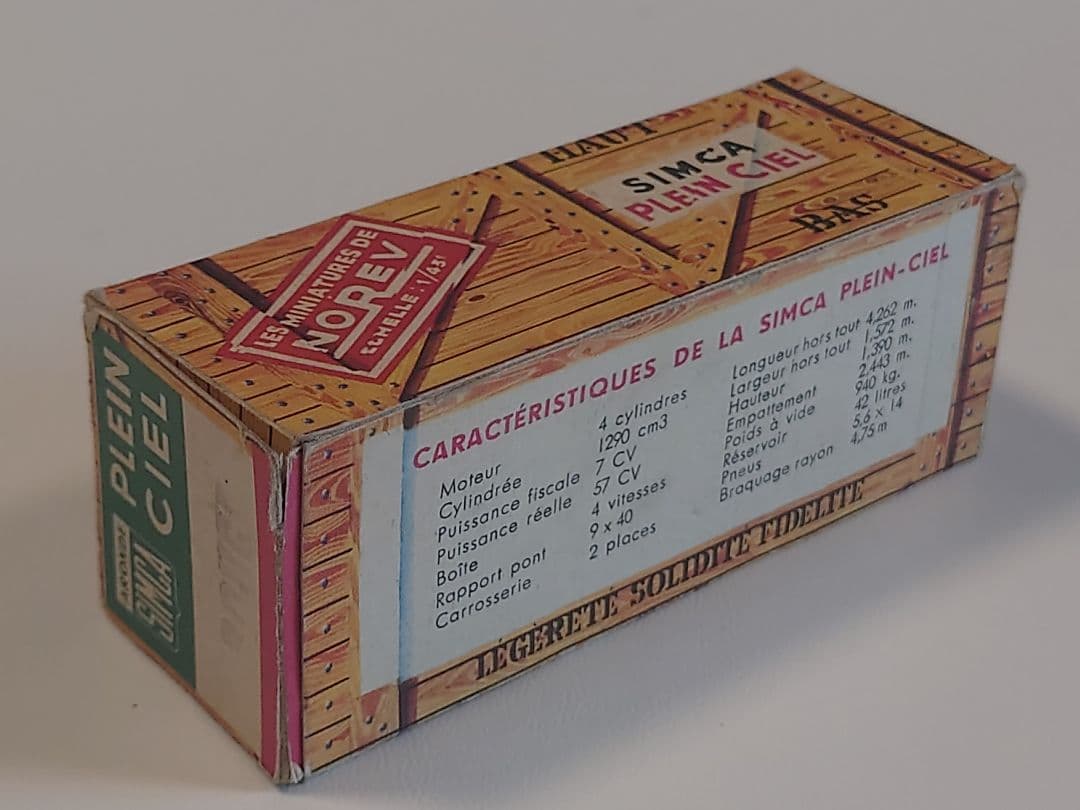 HAUT
SIMCA
PLEIN CIEL
BAS
LES MINIATURES DE
NOREV
ECHELLE : 1/43e
CARACTÉRISTIQUES DE LA SIMCA PLEIN-CIEL
Moteur 4 cylindres
Cylindrée 1290 cm3
Puissance fiscale 7 CV
Puissance réelle 57 CV
Boîte 4 vitesses
Rapport pont 9 x 40
Carrosserie 2 places
Longueur hors tout 4,262 m.
Largeur hors tout 1,572 m.
Hauteur 1,390 m.
Empattement 2,443 m.
Poids à vide 940 kg.
Réservoir 42 litres
Pneus 5,6 x 14
Braquage rayon 4,75 m
LÉGÈRETÉ SOLIDITÉ FIDELITÉ
PLEIN
CIEL
ARONDE
SIMCA